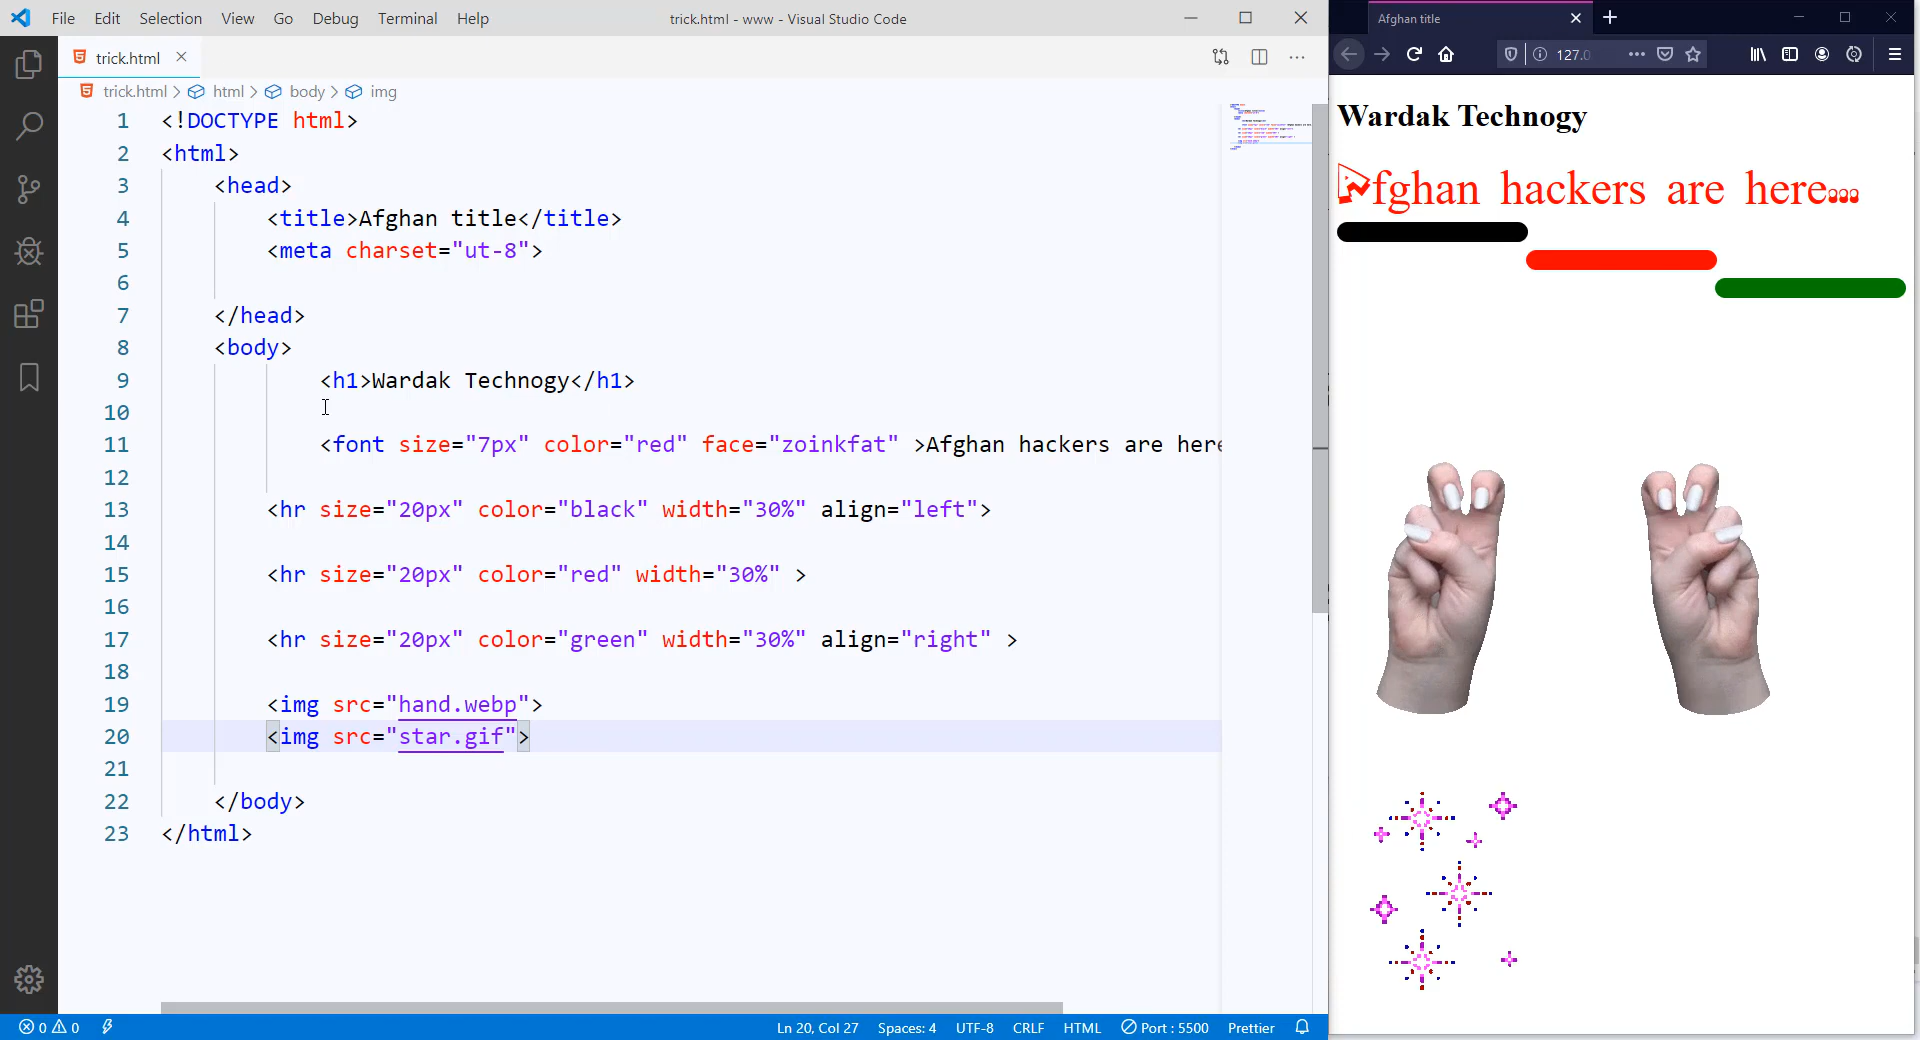 File Edit Selection View Go Debug Terminal Help
trick.html - www - Visual Studio Code
trick.html
trick.html > html > body > img
1 <!DOCTYPE html>
2 <html>
3 <head>
4 <title>Afghan title</title>
5 <meta charset="ut-8">
6
7 </head>
8 <body>
9 <h1>Wardak Technogy</h1>
10
11 <font size="7px" color="red" face="zoinkfat" >Afghan hackers are here
12
13 <hr size="20px" color="black" width="30%" align="left">
14
15 <hr size="20px" color="red" width="30%" >
16
17 <hr size="20px" color="green" width="30%" align="right" >
18
19 <img src="hand.webp">
20 <img src="star.gif">
21
22 </body>
23 </html>
0 0 Ln 20, Col 27 Spaces: 4 UTF-8 CRLF HTML Port : 5500 Prettier
Afghan title
127.0
Wardak Technogy
Afghan hackers are here...